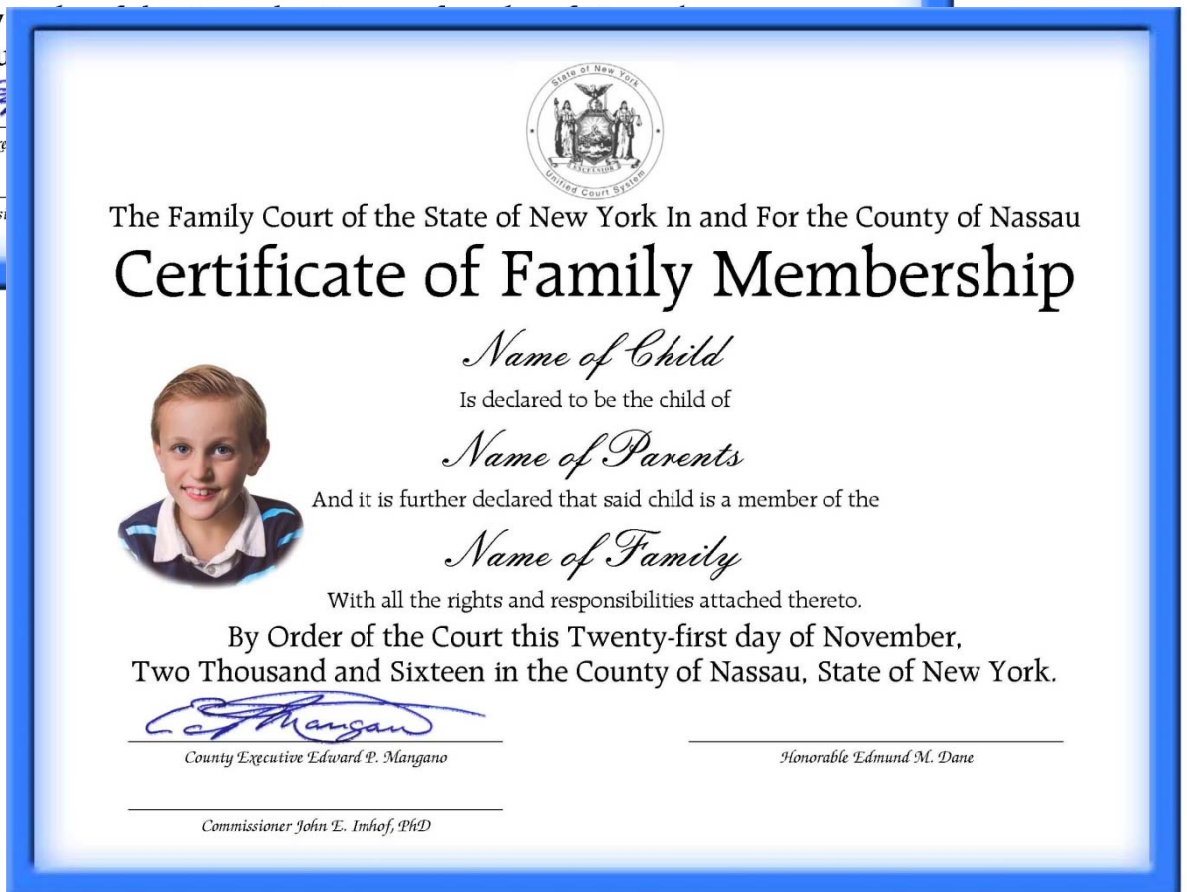 State of New York
EXCELSIOR
Unified Court System
The Family Court of the State of New York In and For the County of Nassau
Certificate of Family Membership
Name of Child
Is declared to be the child of
Name of Parents
And it is further declared that said child is a member of the
Name of Family
With all the rights and responsibilities attached thereto.
By Order of the Court this Twenty-first day of November,
Two Thousand and Sixteen in the County of Nassau, State of New York.
County Executive Edward P. Mangano
Honorable Edmund M. Dane
Commissioner John E. Imhof, PhD